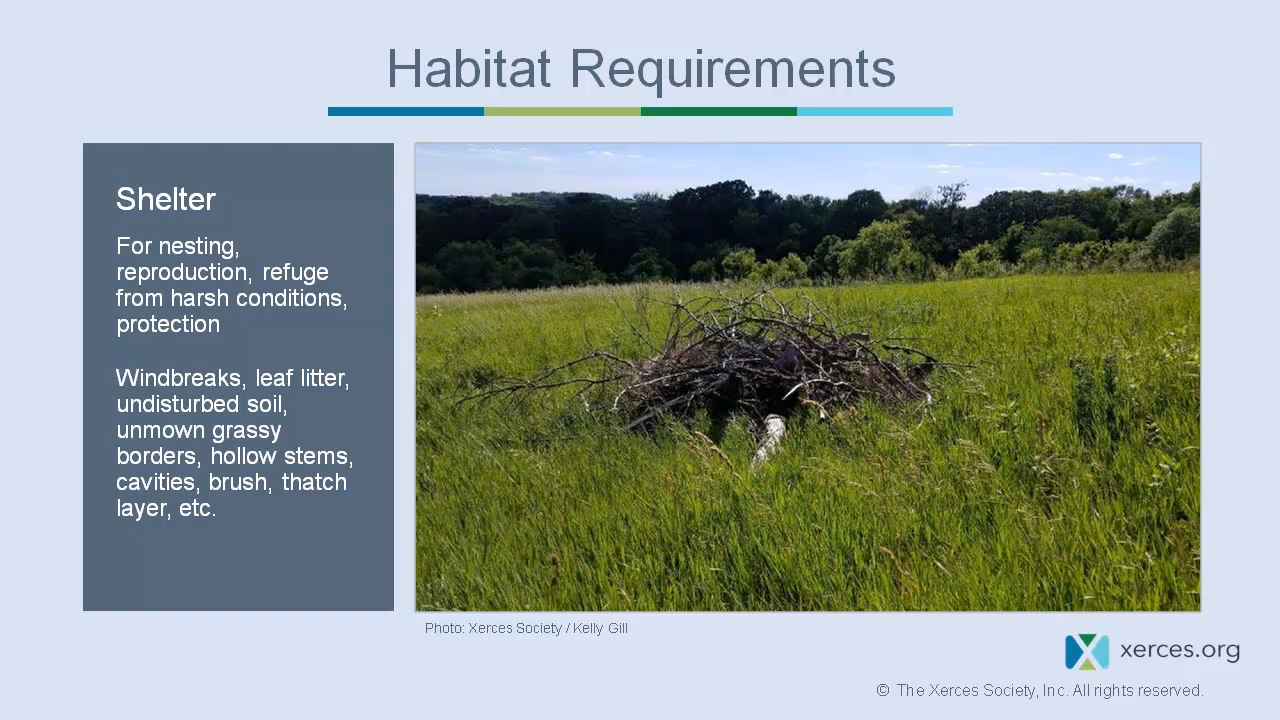 Habitat Requirements
Shelter
For nesting,
reproduction, refuge
from harsh conditions,
protection
Windbreaks, leaf litter,
undisturbed soil,
unmown grassy
borders, hollow stems,
cavities, brush, thatch
layer, etc.
Photo: Xerces Society / Kelly Gill
xerces.org
© The Xerces Society, Inc. All rights reserved.